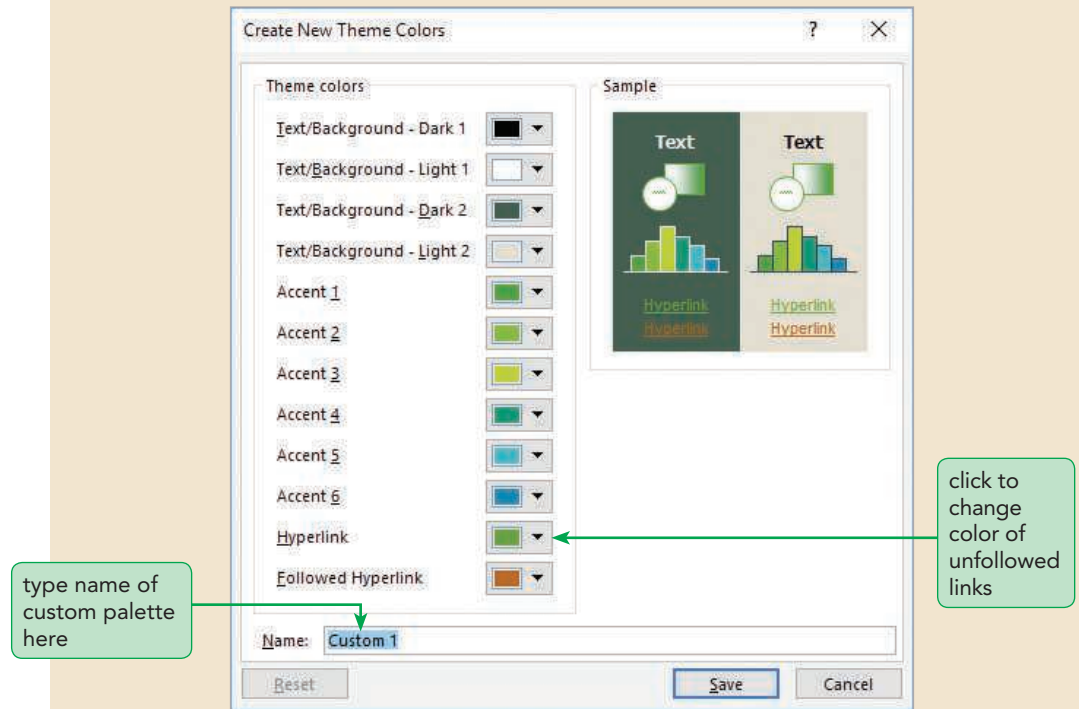 Create New Theme Colors ? X
Theme colors
Text/Background - Dark 1
Text/Background - Light 1
Text/Background - Dark 2
Text/Background - Light 2
Accent 1
Accent 2
Accent 3
Accent 4
Accent 5
Accent 6
Hyperlink
Followed Hyperlink
Sample
Text Text
Hyperlink Hyperlink
Hyperlink Hyperlink
click to
change
color of
unfollowed
links
type name of
custom palette
here
Name: Custom 1
Reset Save Cancel